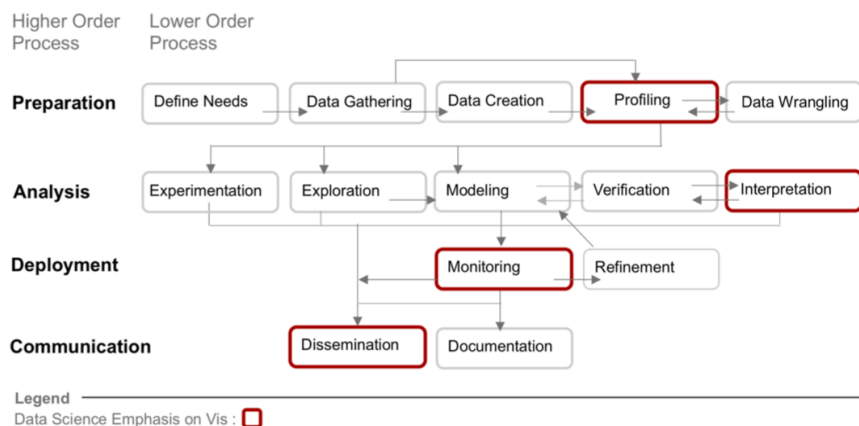 Higher Order Lower Order
Process Process
Preparation Define Needs Data Gathering Data Creation Profiling Data Wrangling
Analysis Experimentation Exploration Modeling Verification Interpretation
Deployment Monitoring Refinement
Communication Dissemination Documentation
Legend
Data Science Emphasis on Vis :